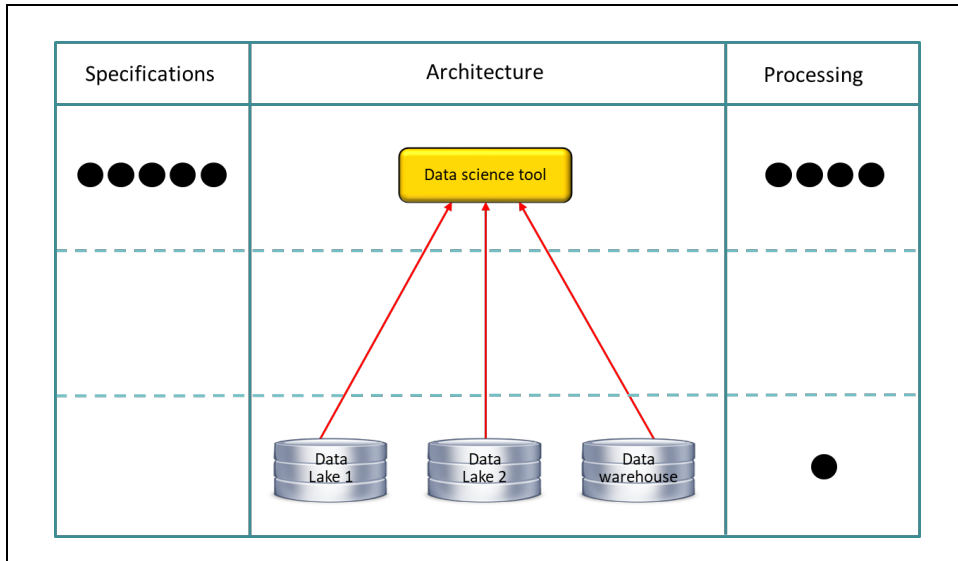 Specifications
Architecture
Processing
Data science tool
Data
Lake 1
Data
Lake 2
Data
warehouse